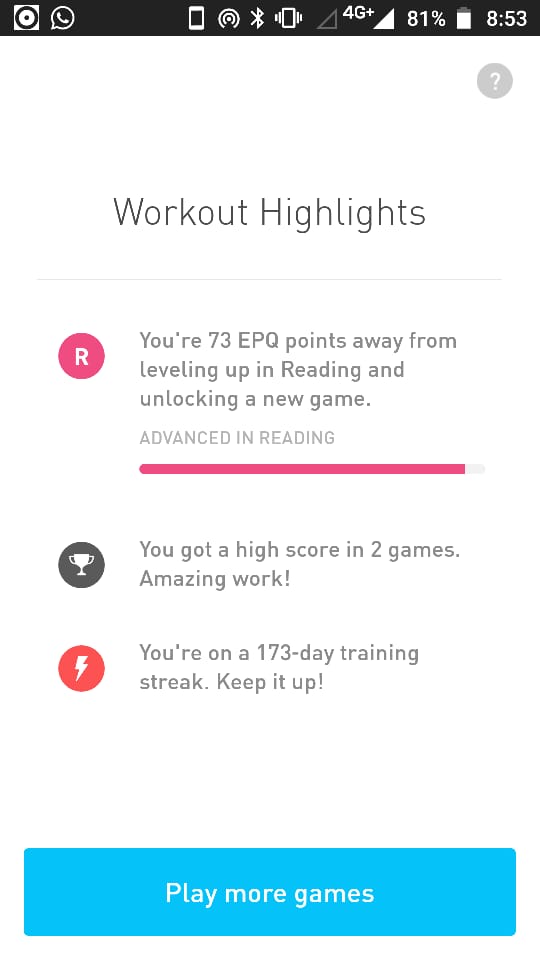 4G+ 81% 8:53
?
Workout Highlights
R
You're 73 EPQ points away from
leveling up in Reading and
unlocking a new game.
ADVANCED IN READING
You got a high score in 2 games.
Amazing work!
You're on a 173-day training
streak. Keep it up!
Play more games